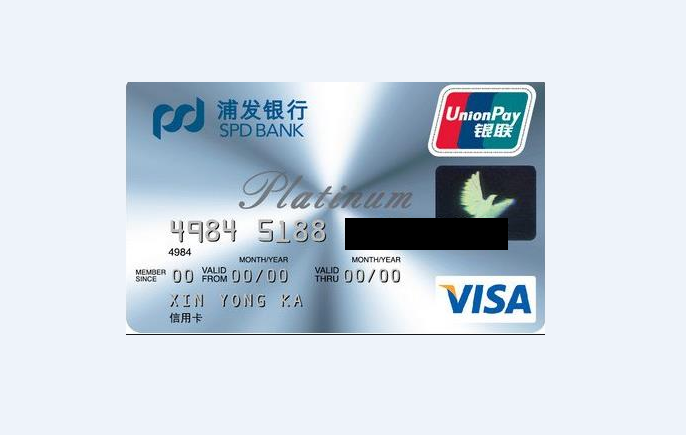 浦发银行
SPD BANK
UnionPay
银联
Platinum
4984 5188
4984
MONTH/YEAR MONTH/YEAR
MEMBER SINCE 00 VALID FROM 00/00 VALID THRU 00/00
XIN YONG KA
信用卡
VISA